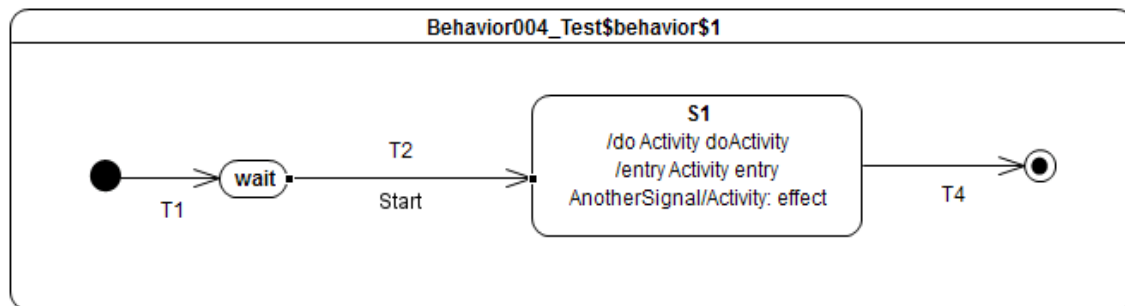 Behavior004_Test$behavior$1
T1
wait
T2
Start
S1
/do Activity doActivity
/entry Activity entry
AnotherSignal/Activity: effect
T4